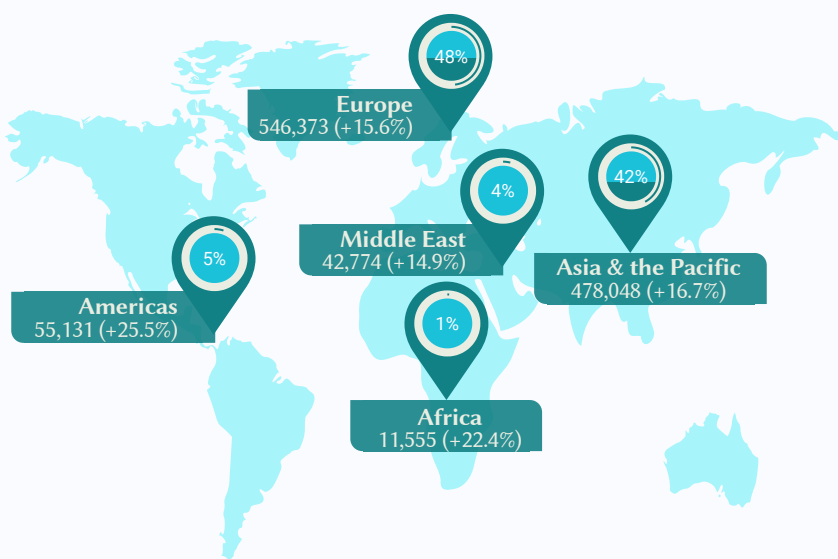 48%
Europe
546,373 (+15.6%)
4%
Middle East
42,774 (+14.9%)
42%
Asia & the Pacific
478,048 (+16.7%)
5%
Americas
55,131 (+25.5%)
1%
Africa
11,555 (+22.4%)